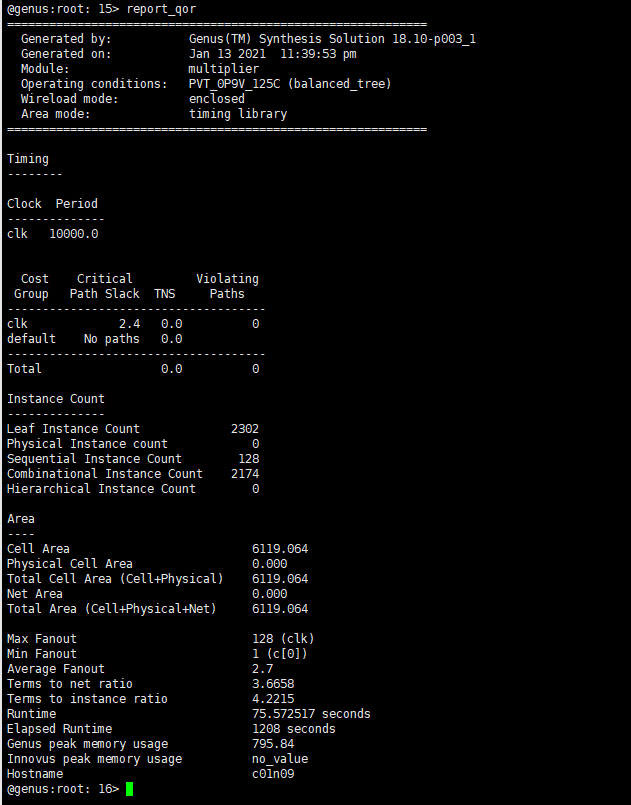 @genus:root: 15> report_qor
============================================================
Generated by: Genus(TM) Synthesis Solution 18.10-p003_1
Generated on: Jan 13 2021 11:39:53 pm
Module: multiplier
Operating conditions: PVT_0P9V_125C (balanced_tree)
Wireload mode: enclosed
Area mode: timing library
============================================================
Timing
--------
Clock Period
--------------
clk 10000.0
Cost Critical Violating
Group Path Slack TNS Paths
-------------------------------------
clk 2.4 0.0 0
default No paths 0.0
-------------------------------------
Total 0.0 0
Instance Count
--------------
Leaf Instance Count 2302
Physical Instance count 0
Sequential Instance Count 128
Combinational Instance Count 2174
Hierarchical Instance Count 0
Area
----
Cell Area 6119.064
Physical Cell Area 0.000
Total Cell Area (Cell+Physical) 6119.064
Net Area 0.000
Total Area (Cell+Physical+Net) 6119.064
Max Fanout 128 (clk)
Min Fanout 1 (c[0])
Average Fanout 2.7
Terms to net ratio 3.6658
Terms to instance ratio 4.2215
Runtime 75.572517 seconds
Elapsed Runtime 1208 seconds
Genus peak memory usage 795.84
Innovus peak memory usage no_value
Hostname c01n09
@genus:root: 16>